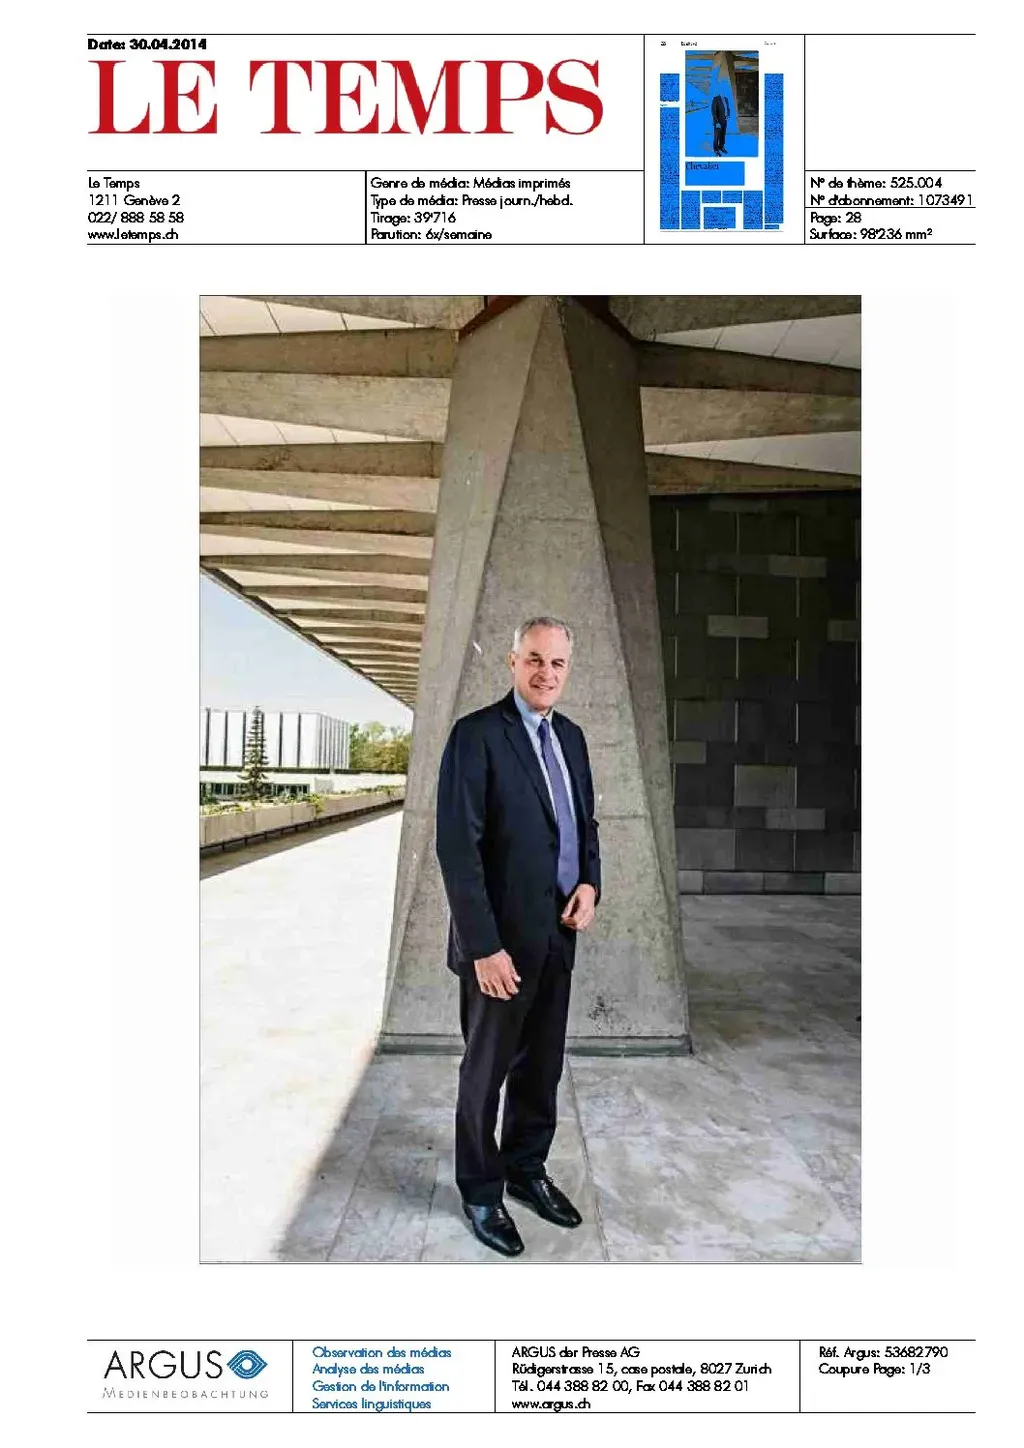 Date: 30.04.2014
LE TEMPS
Le Temps
1211 Genève 2
022/ 888 58 58
www.letemps.ch
Genre de média: Médias imprimés
Type de média: Presse journ./hebd.
Tirage: 39'716
Parution: 6x/semaine
N° de thème: 525.004
N° d'abonnement: 1073491
Page: 28
Surface: 98'236 mm²
ARGUS
MEDIENBEOBACHTUNG
Observation des médias
Analyse des médias
Gestion de l'information
Services linguistiques
ARGUS der Presse AG
Rüdigerstrasse 15, case postale, 8027 Zurich
Tél. 044 388 82 00, Fax 044 388 82 01
www.argus.ch
Réf. Argus: 53682790
Coupure Page: 1/3